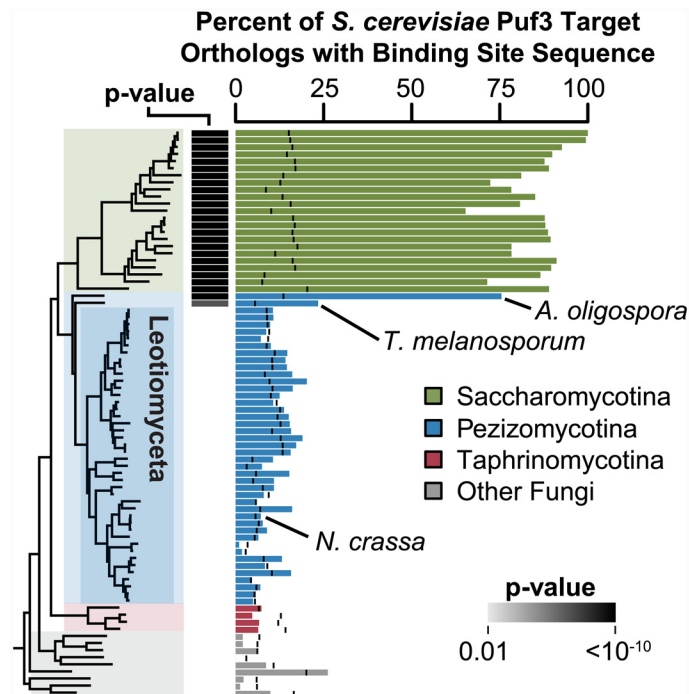 Percent of S. cerevisiae Puf3 Target
Orthologs with Binding Site Sequence
p-value
0 25 50 75 100
A. oligospora
T. melanosporum
Leotiomyceta
Saccharomycotina
Pezizomycotina
Taphrinomycotina
Other Fungi
N. crassa
p-value
0.01 <10⁻¹⁰